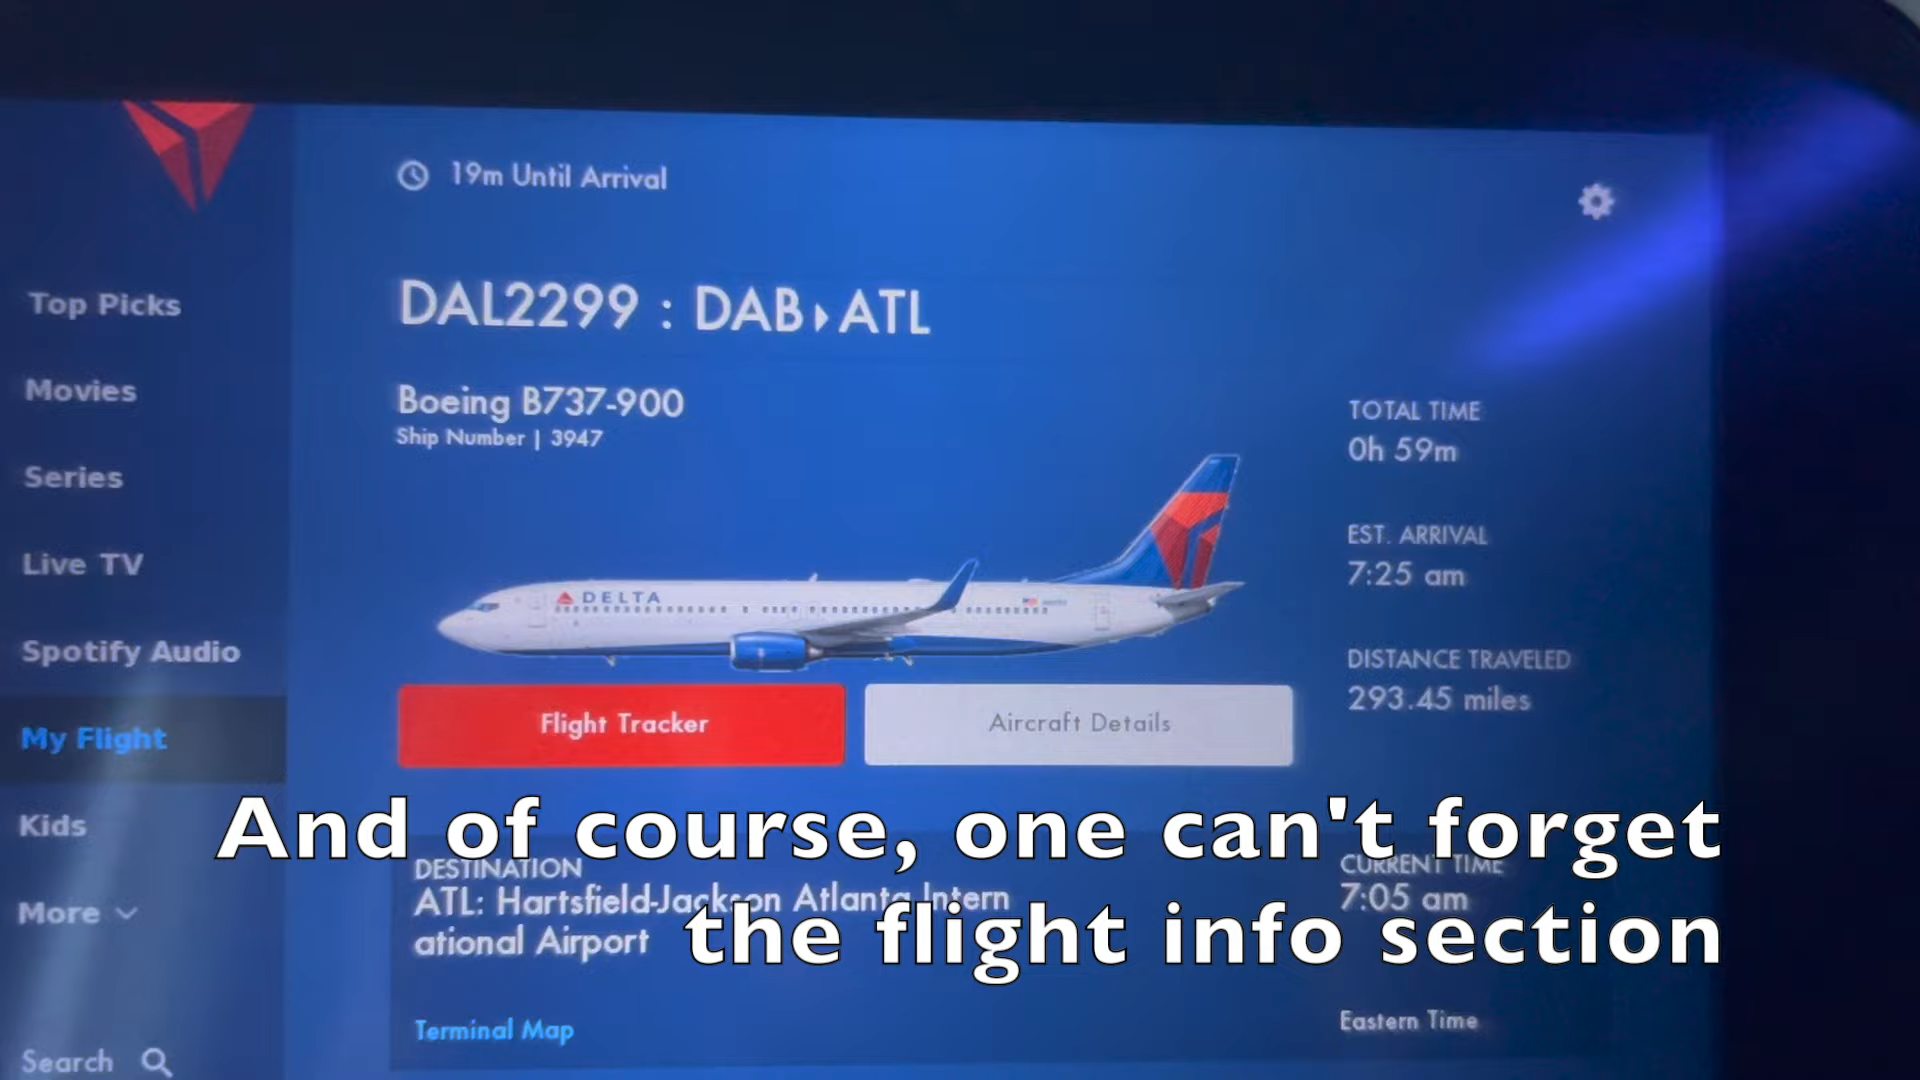 19m Until Arrival
DAL2299 : DAB▸ATL
Boeing B737-900
Ship Number | 3947
Top Picks
Movies
Series
Live TV
Spotify Audio
My Flight
Kids
More
Search
DELTA
TOTAL TIME
0h 59m
EST. ARRIVAL
7:25 am
DISTANCE TRAVELED
293.45 miles
Flight Tracker
Aircraft Details
And of course, one can't forget
the flight info section
DESTINATION
ATL: Hartsfield-Jackson Atlanta Intern
ational Airport
CURRENT TIME
7:05 am
Terminal Map
Eastern Time